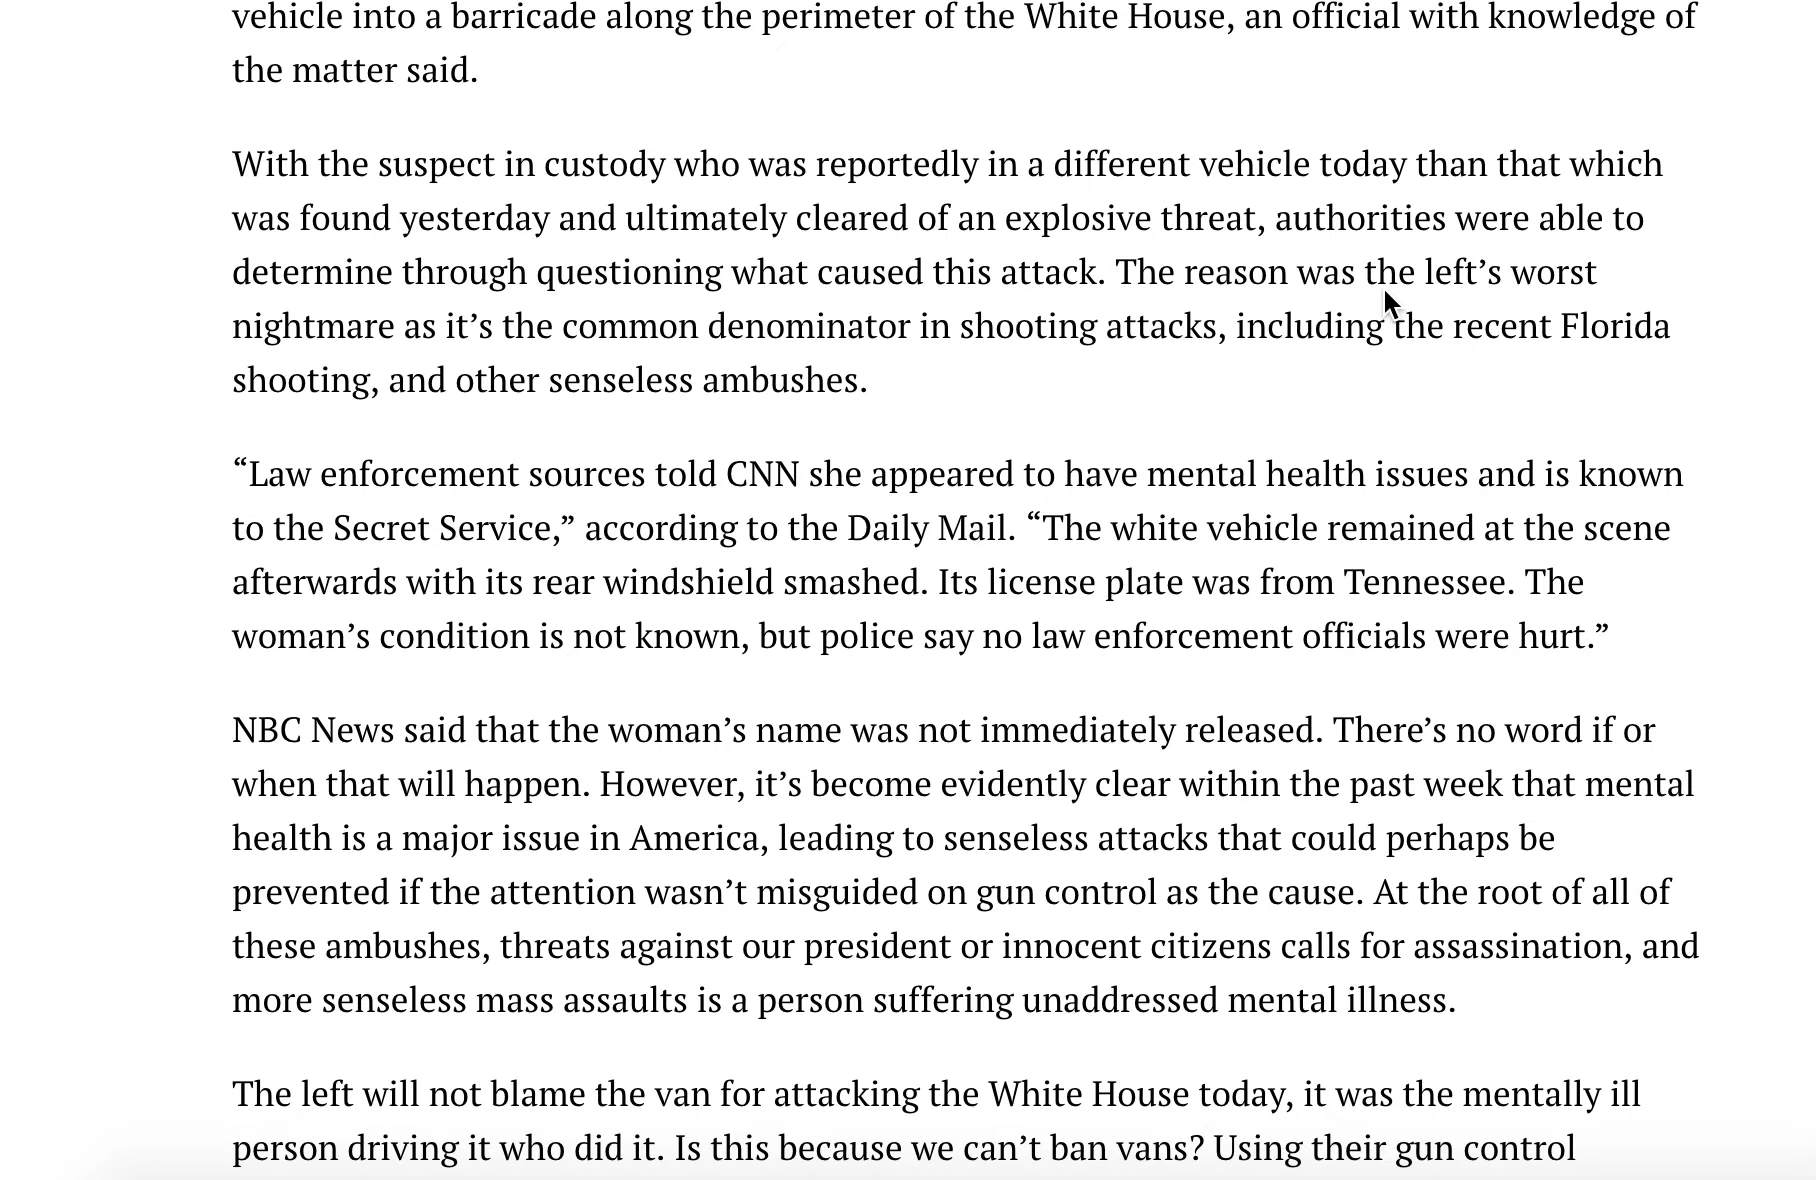 vehicle into a barricade along the perimeter of the White House, an official with knowledge of
the matter said.
With the suspect in custody who was reportedly in a different vehicle today than that which
was found yesterday and ultimately cleared of an explosive threat, authorities were able to
determine through questioning what caused this attack. The reason was the left’s worst
nightmare as it’s the common denominator in shooting attacks, including the recent Florida
shooting, and other senseless ambushes.
“Law enforcement sources told CNN she appeared to have mental health issues and is known
to the Secret Service,” according to the Daily Mail. “The white vehicle remained at the scene
afterwards with its rear windshield smashed. Its license plate was from Tennessee. The
woman’s condition is not known, but police say no law enforcement officials were hurt.”
NBC News said that the woman’s name was not immediately released. There’s no word if or
when that will happen. However, it’s become evidently clear within the past week that mental
health is a major issue in America, leading to senseless attacks that could perhaps be
prevented if the attention wasn’t misguided on gun control as the cause. At the root of all of
these ambushes, threats against our president or innocent citizens calls for assassination, and
more senseless mass assaults is a person suffering unaddressed mental illness.
The left will not blame the van for attacking the White House today, it was the mentally ill
person driving it who did it. Is this because we can’t ban vans? Using their gun control